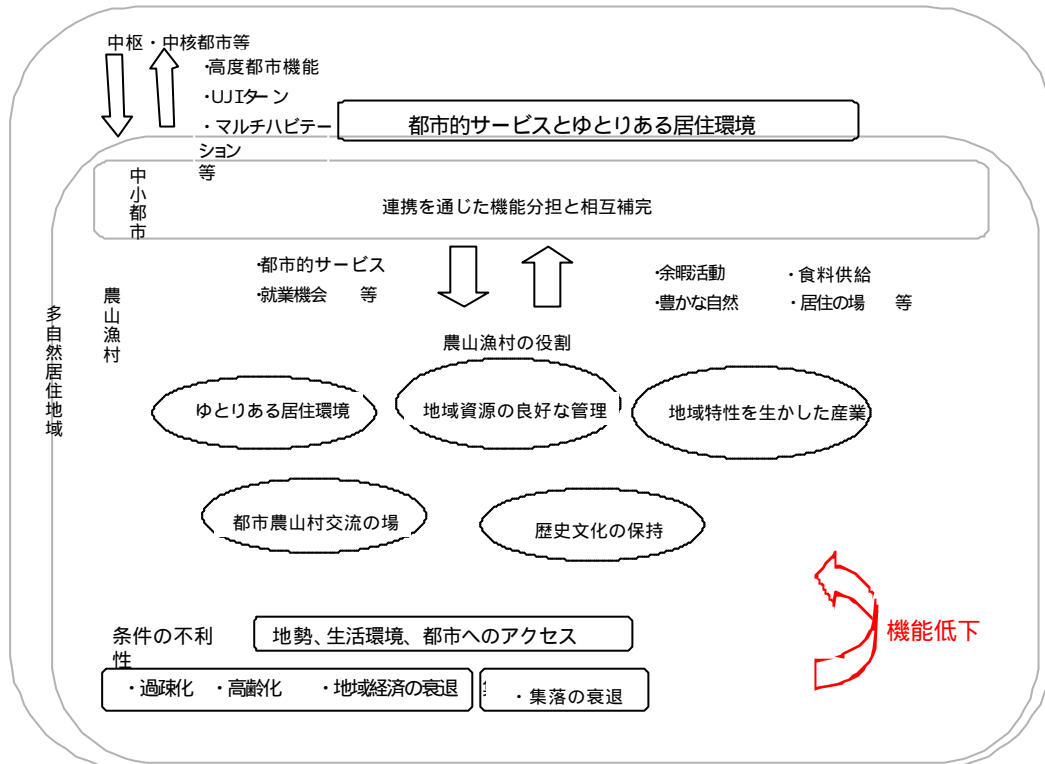 中枢・中核都市等
・高度都市機能
・UJIターン
・マルチハビテー
ション
等
都市的サービスとゆとりある居住環境
中小都市
連携を通じた機能分担と相互補完
・都市的サービス
・就業機会 等
・余暇活動 ・食料供給
・豊かな自然 ・居住の場 等
多自然居住地域
農山漁村
農山漁村の役割
ゆとりある居住環境
地域資源の良好な管理
地域特性を生かした産業
都市農山村交流の場
歴史文化の保持
機能低下
条件の不利
性
地勢、生活環境、都市へのアクセス
・過疎化 ・高齢化 ・地域経済の衰退
・集落の衰退